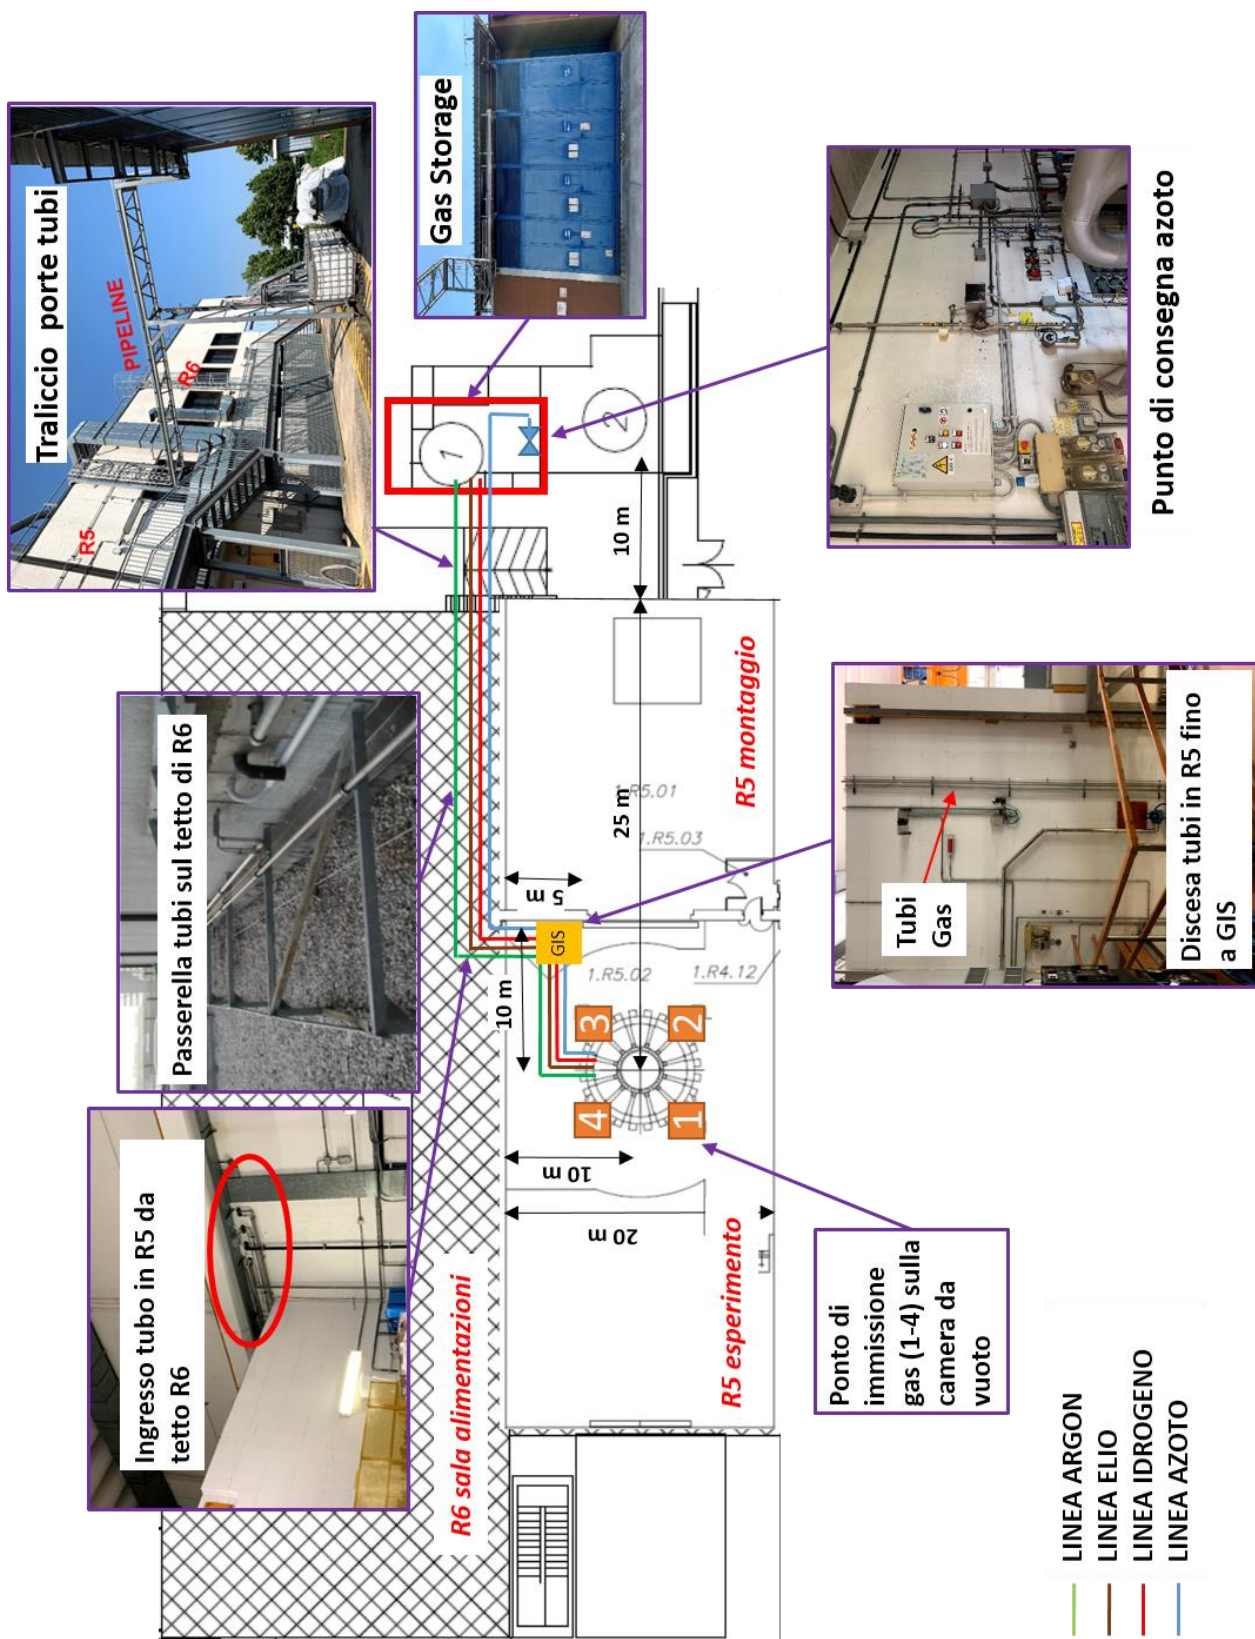 Ingresso tubo in R5 da
tetto R6
Passerella tubi sul tetto di R6
Traliccio porte tubi
R5
PIPELINE
R6
Gas Storage
R6 sala alimentazioni
10 m
5 m
GIS
1
2
10 m
10 m
20 m
4
3
1
2
1.R5.02
1.R4.12
25 m
1.R5.01
1.R5.03
R5 esperimento
R5 montaggio
Ponto di
immissione
gas (1-4) sulla
camera da
vuoto
Tubi
Gas
Discesa tubi in R5 fino
a GIS
Punto di consegna azoto
LINEA ARGON
LINEA ELIO
LINEA IDROGENO
LINEA AZOTO